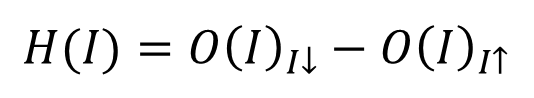 H(I) = O(I)_{I↓} − O(I)_{I↑}